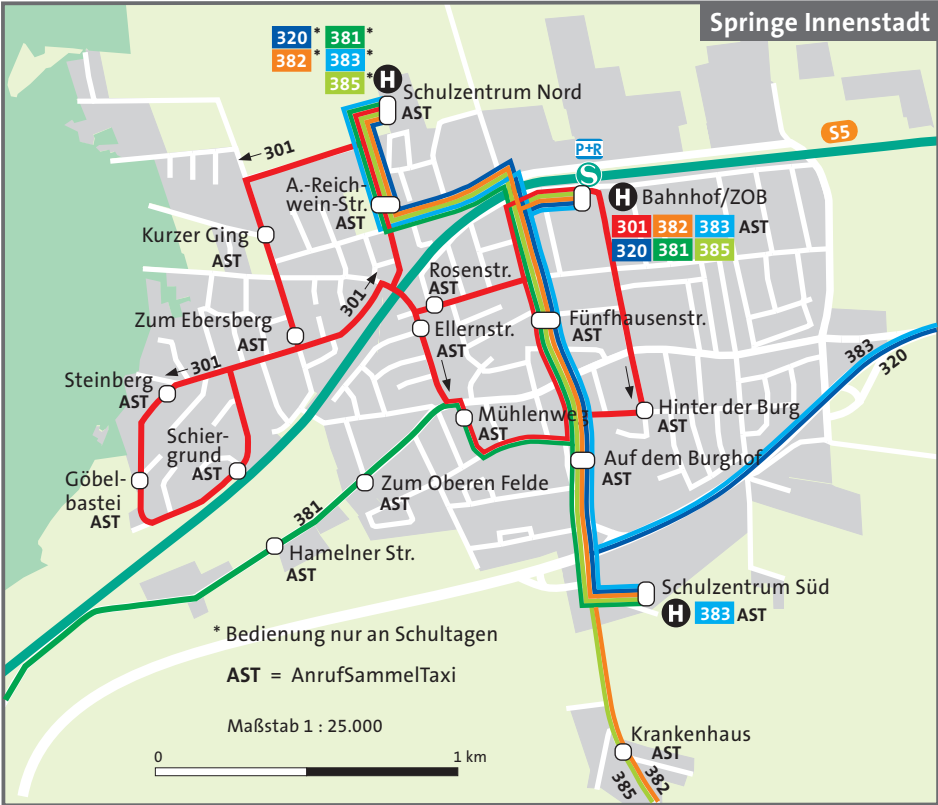 Springe Innenstadt
320* 381*
382* 383*
385*
H
Schulzentrum Nord
AST
S5
P+R
S
301
A.-Reich-
wein-Str.
AST
H Bahnhof/ZOB
301 382 383 AST
320 381 385
Kurzer Ging
AST
Rosenstr.
AST
301
Zum Ebersberg
AST
Ellernstr.
AST
Fünfhausenstr.
AST
383
320
301
Steinberg
AST
Mühlenweg
AST
Hinter der Burg
AST
Schier-
grund
AST
Göbel-
bastei
AST
Zum Oberen Felde
AST
Auf dem Burghof
AST
381
Hamelner Str.
AST
Schulzentrum Süd
H 383 AST
* Bedienung nur an Schultagen
AST = AnrufSammelTaxi
Maßstab 1 : 25.000
0 1 km
Krankenhaus
AST
385
382